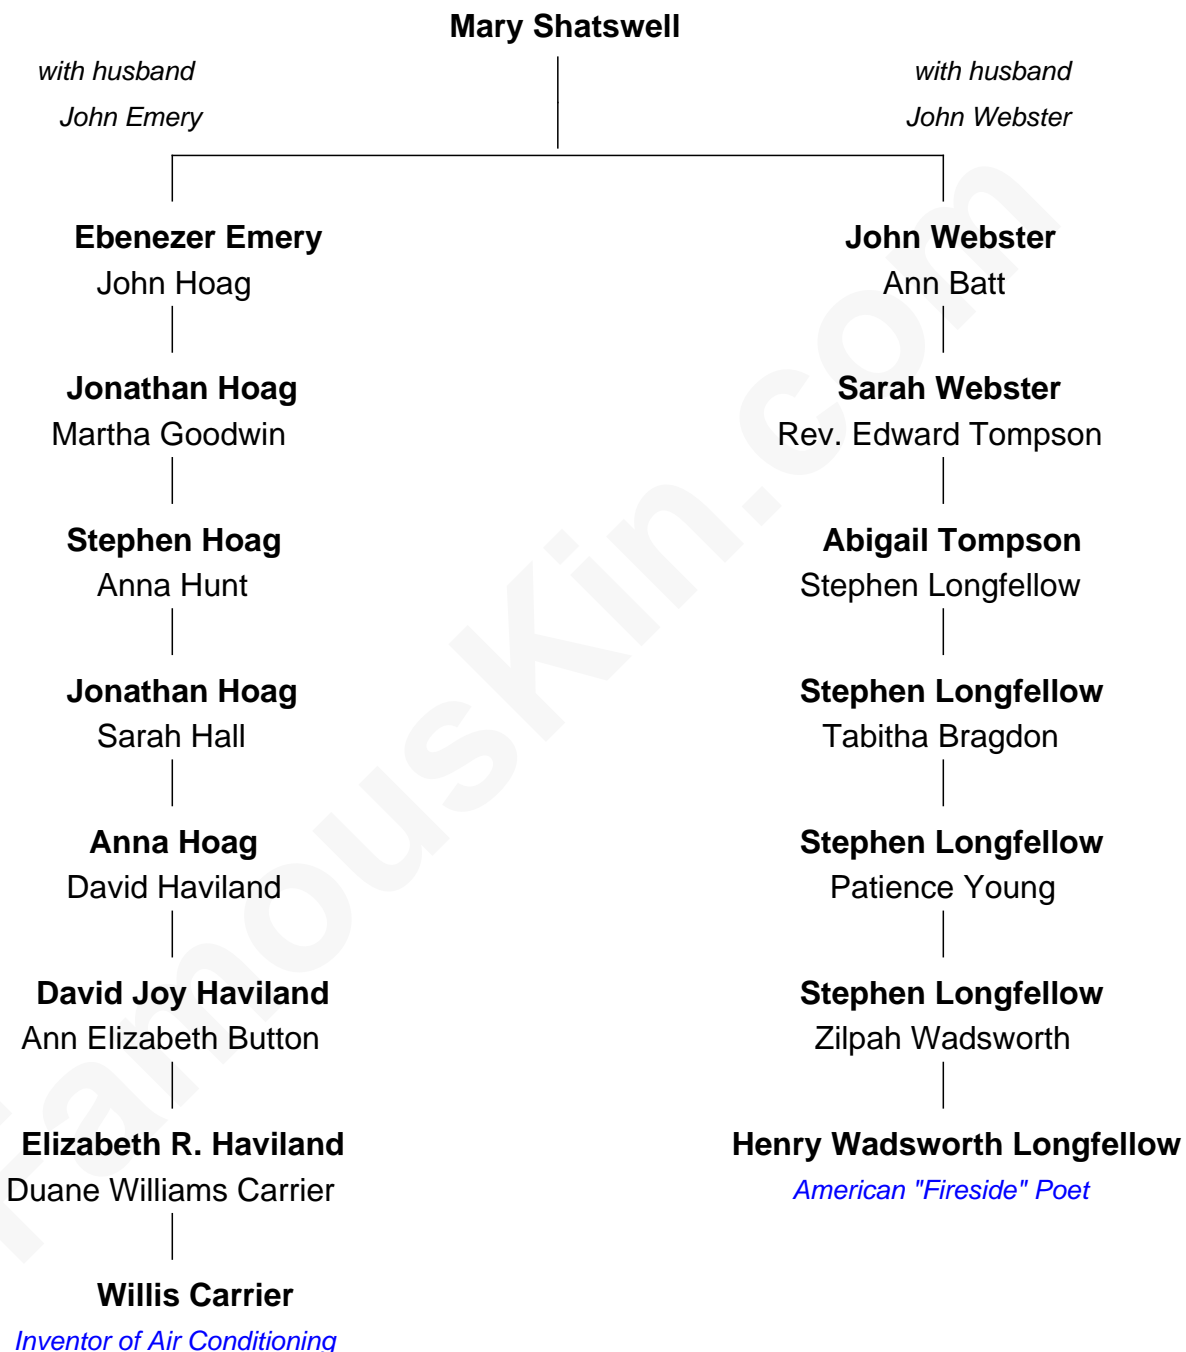 Mary Shatswell
with husband
John Emery
with husband
John Webster
Ebenezer Emery
John Hoag
John Webster
Ann Batt
Jonathan Hoag
Martha Goodwin
Sarah Webster
Rev. Edward Tompson
Stephen Hoag
Anna Hunt
Abigail Tompson
Stephen Longfellow
Jonathan Hoag
Sarah Hall
Stephen Longfellow
Tabitha Bragdon
Anna Hoag
David Haviland
Stephen Longfellow
Patience Young
David Joy Haviland
Ann Elizabeth Button
Stephen Longfellow
Zilpah Wadsworth
Elizabeth R. Haviland
Duane Williams Carrier
Henry Wadsworth Longfellow
American "Fireside" Poet
Willis Carrier
Inventor of Air Conditioning
FamousKin.com